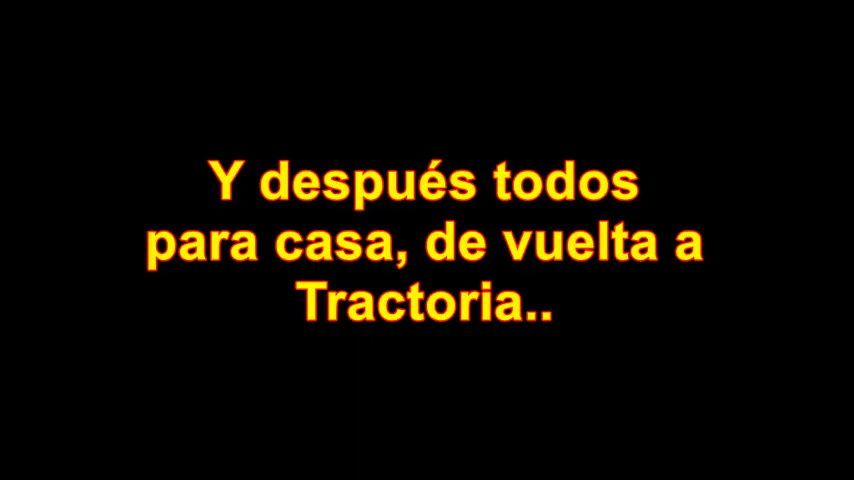 Y después todos
para casa, de vuelta a
Tractoria..